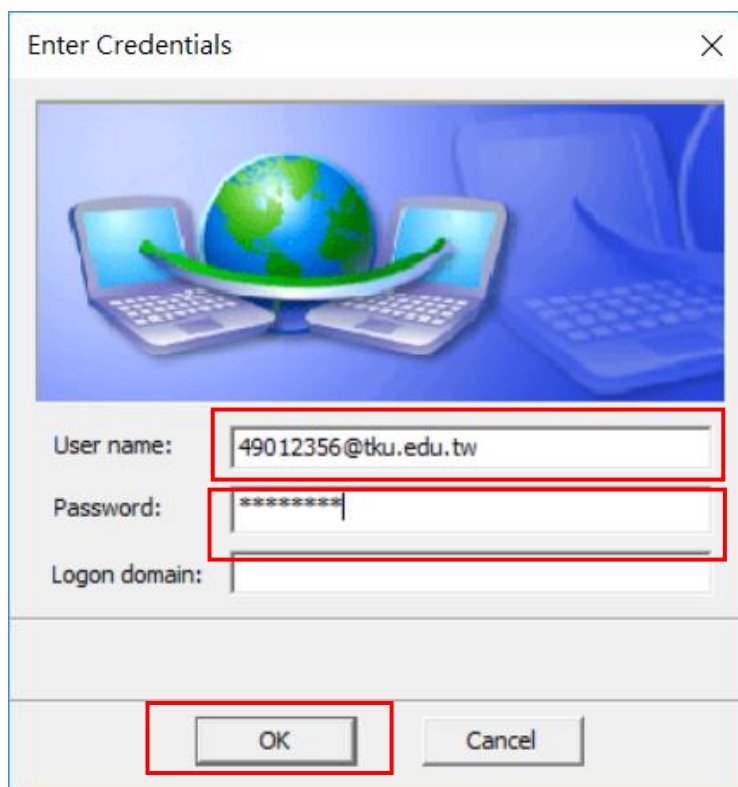 Enter Credentials
User name: 49012356@tku.edu.tw
Password: ********
Logon domain:
OK Cancel